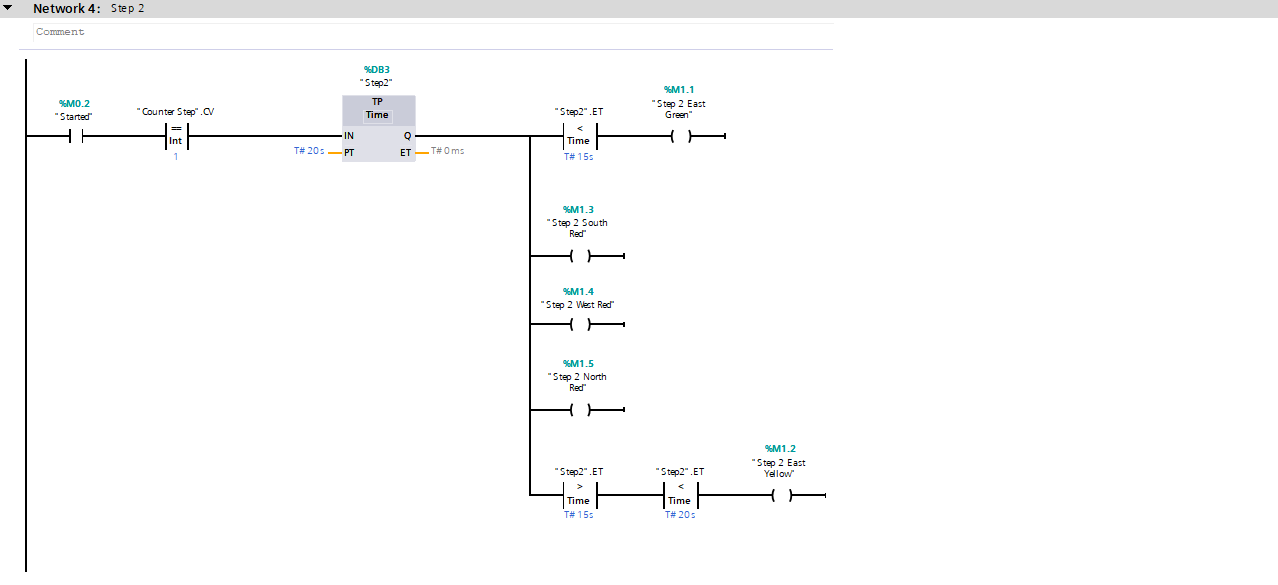 Network 4: Step 2
Comment
%DB3
"Step2"
%M0.2
"Started"
"Counter Step".CV
TP
Time
"Step2".ET
%M1.1
"Step 2 East
Green"
==
Int
1
IN
Q
T#20s
PT
ET
T#0ms
<
Time
T#15s
%M1.3
"Step 2 South
Red"
%M1.4
"Step 2 West Red"
%M1.5
"Step 2 North
Red"
%M1.2
"Step 2 East
Yellow"
"Step2".ET
"Step2".ET
>
Time
T#15s
<
Time
T#20s